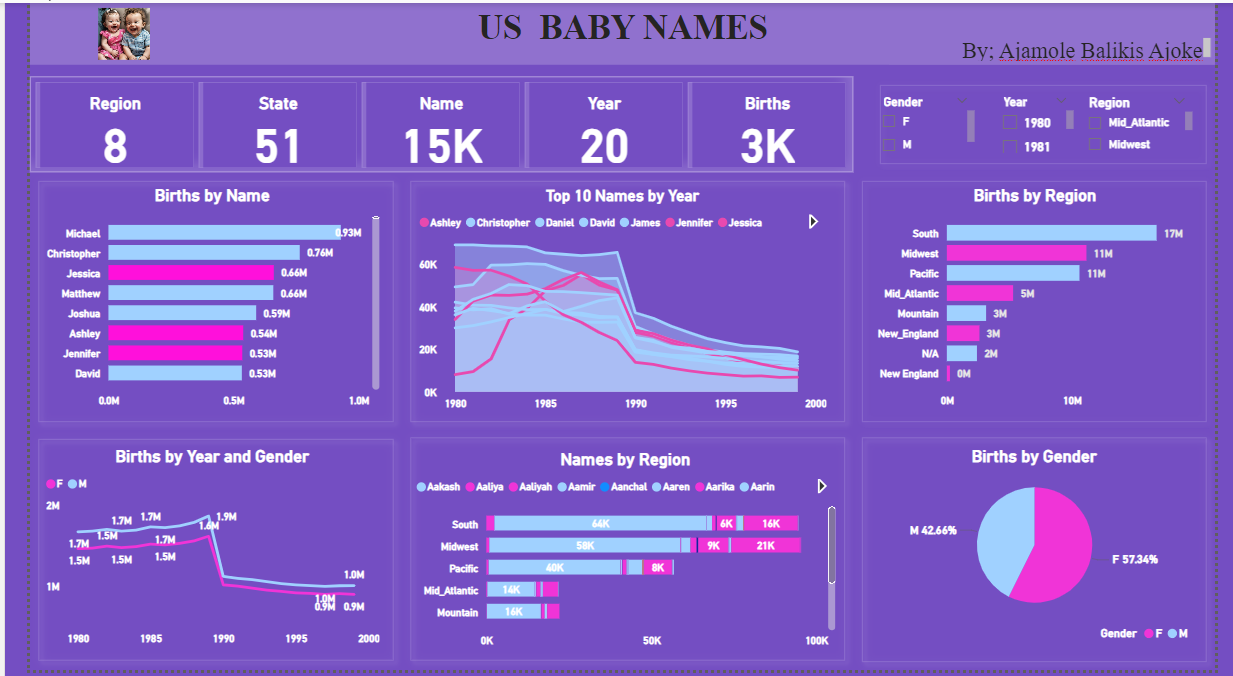 US BABY NAMES
By; Ajamole Balikis Ajoke
Region
8
State
51
Name
15K
Year
20
Births
3K
Gender
F
M
Year
1980
1981
Region
Mid_Atlantic
Midwest
Births by Name
Michael 0.93M
Christopher 0.76M
Jessica 0.66M
Matthew 0.66M
Joshua 0.59M
Ashley 0.54M
Jennifer 0.53M
David 0.53M
0.0M 0.5M 1.0M
Top 10 Names by Year
Ashley Christopher Daniel David James Jennifer Jessica
60K
40K
20K
0K
1980 1985 1990 1995 2000
Births by Region
South 17M
Midwest 11M
Pacific 11M
Mid_Atlantic 5M
Mountain 3M
New_England 3M
N/A 2M
New England 0M
0M 10M
Births by Year and Gender
F M
2M
1.7M 1.7M 1.9M
1.5M 1.6M
1.7M 1.7M
1.5M 1.5M 1.5M
1M
1.0M
1.0M
0.9M 0.9M
1980 1985 1990 1995 2000
Names by Region
Aakash Aaliya Aaliyah Aamir Aanchal Aaren Aarika Aarin
South 64K 6K 16K
Midwest 58K 9K 21K
Pacific 40K 8K
Mid_Atlantic 14K
Mountain 16K
0K 50K 100K
Births by Gender
M 42.66%
F 57.34%
Gender F M